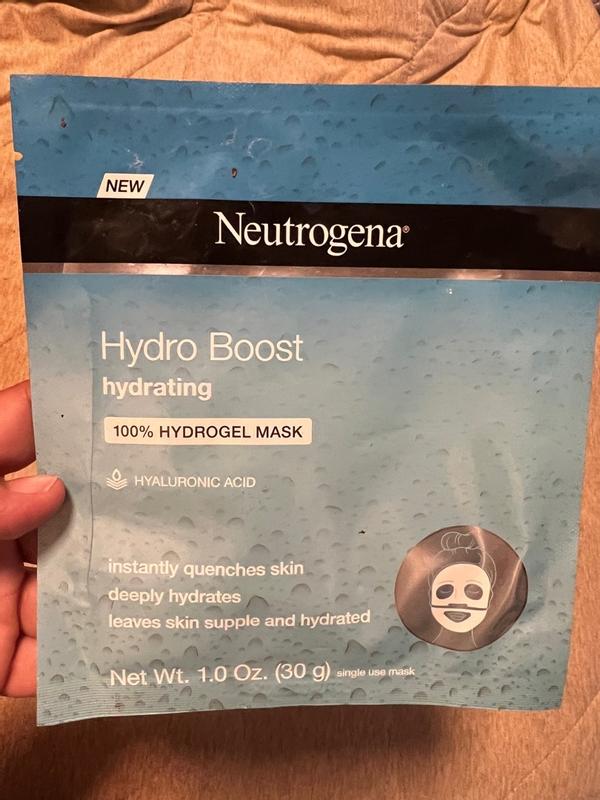 NEW
Neutrogena®
Hydro Boost
hydrating
100% HYDROGEL MASK
HYALURONIC ACID
instantly quenches skin
deeply hydrates
leaves skin supple and hydrated
Net Wt. 1.0 Oz. (30 g) single use mask